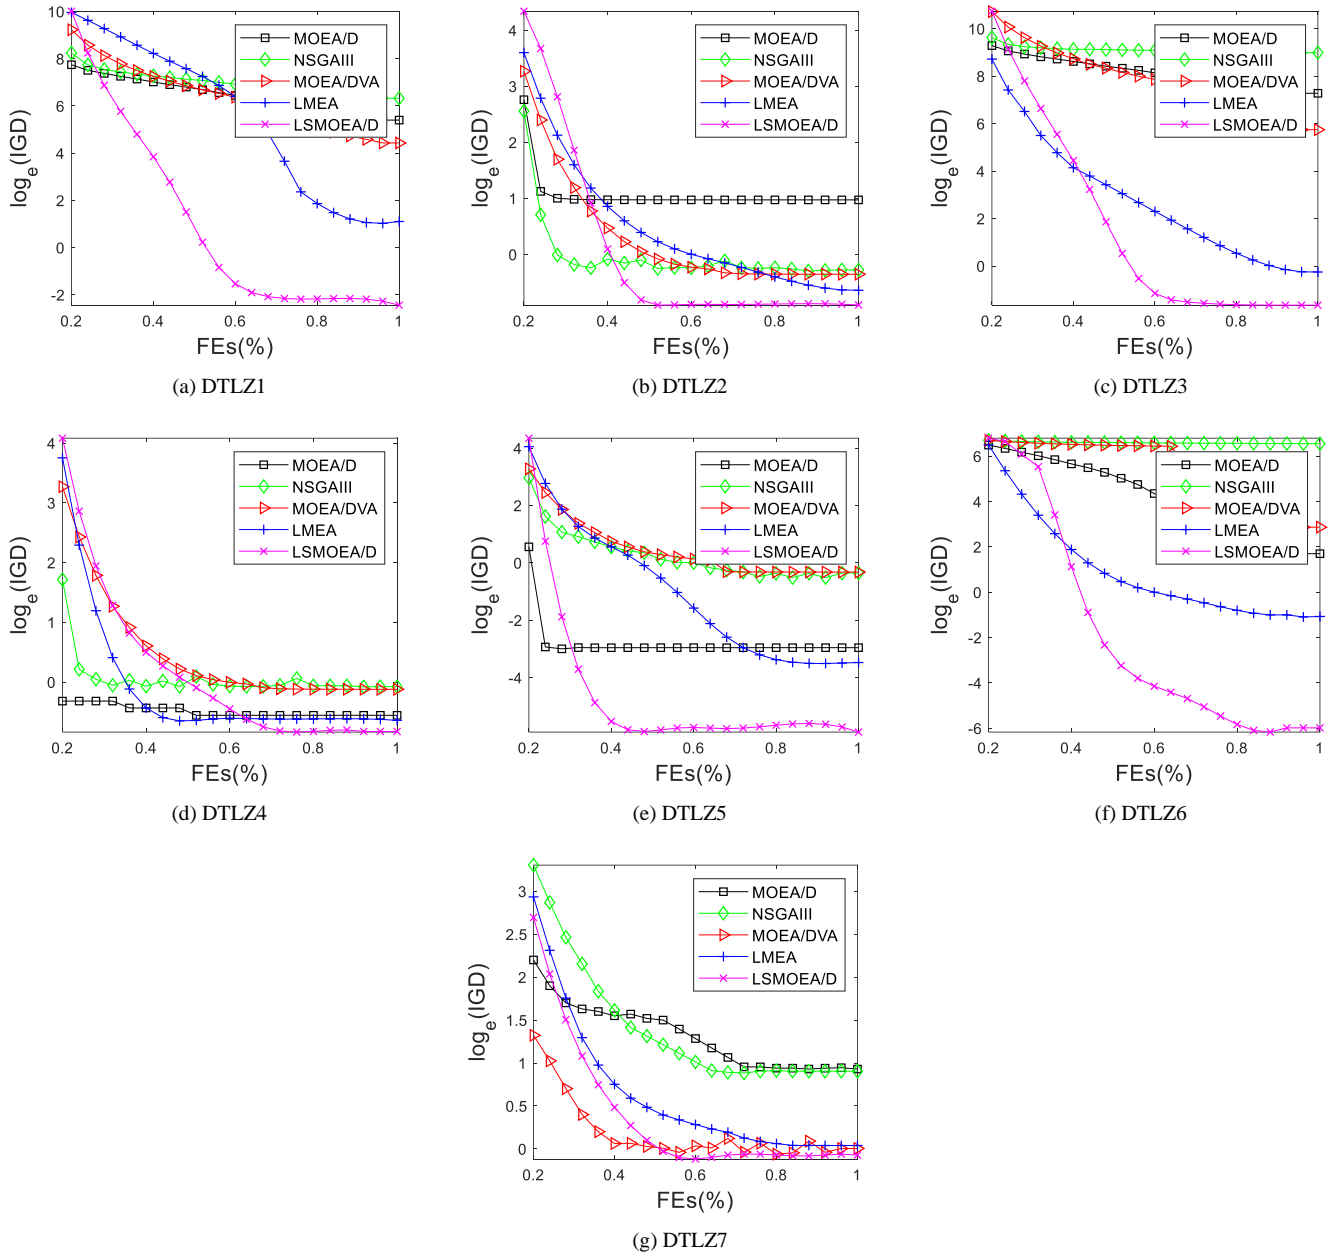 10
8
6
4
2
0
-2
log_e(IGD)
MOEA/D
NSGAIII
MOEA/DVA
LMEA
LSMOEA/D
0.2 0.4 0.6 0.8 1
FEs(%)
(a) DTLZ1
4
3
2
1
0
log_e(IGD)
MOEA/D
NSGAIII
MOEA/DVA
LMEA
LSMOEA/D
0.2 0.4 0.6 0.8 1
FEs(%)
(b) DTLZ2
10
8
6
4
2
0
log_e(IGD)
MOEA/D
NSGAIII
MOEA/DVA
LMEA
LSMOEA/D
0.2 0.4 0.6 0.8 1
FEs(%)
(c) DTLZ3
4
3
2
1
0
log_e(IGD)
MOEA/D
NSGAIII
MOEA/DVA
LMEA
LSMOEA/D
0.2 0.4 0.6 0.8 1
FEs(%)
(d) DTLZ4
4
2
0
-2
-4
log_e(IGD)
MOEA/D
NSGAIII
MOEA/DVA
LMEA
LSMOEA/D
0.2 0.4 0.6 0.8 1
FEs(%)
(e) DTLZ5
6
4
2
0
-2
-4
-6
log_e(IGD)
MOEA/D
NSGAIII
MOEA/DVA
LMEA
LSMOEA/D
0.2 0.4 0.6 0.8 1
FEs(%)
(f) DTLZ6
3
2.5
2
1.5
1
0.5
0
log_e(IGD)
MOEA/D
NSGAIII
MOEA/DVA
LMEA
LSMOEA/D
0.2 0.4 0.6 0.8 1
FEs(%)
(g) DTLZ7